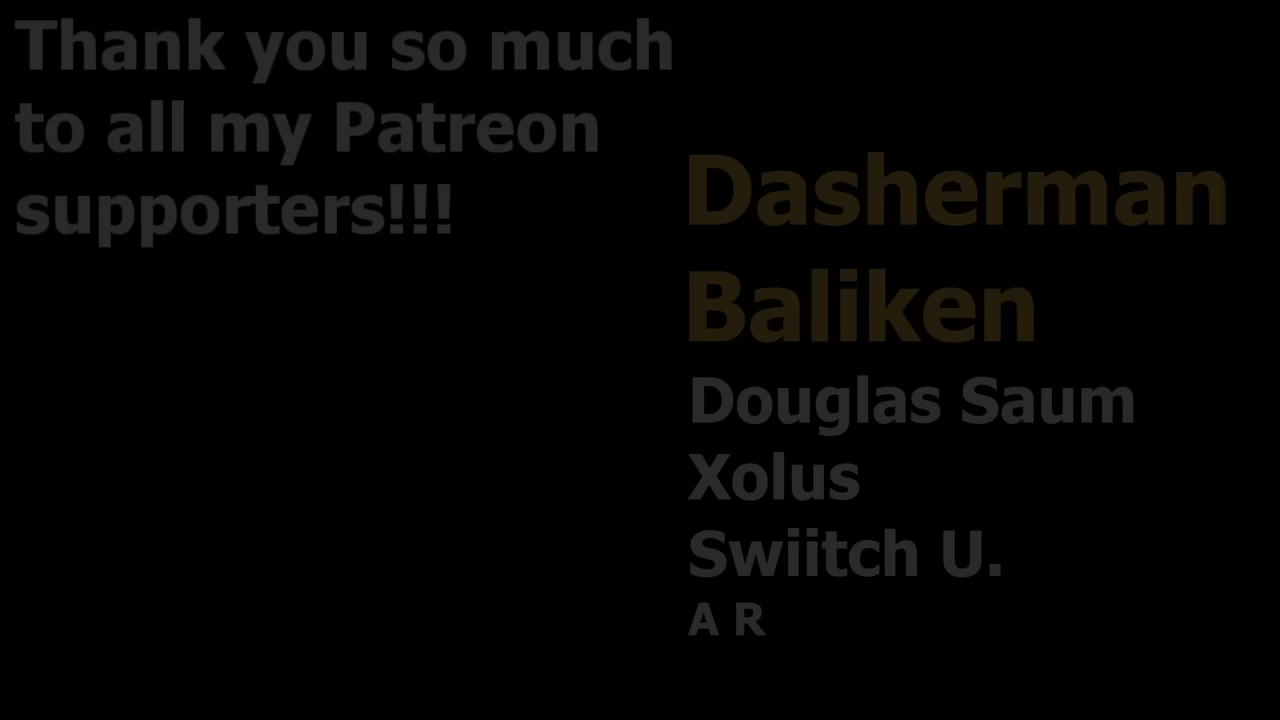 Thank you so much
to all my Patreon
supporters!!!
Dasherman
Baliken
Douglas Saum
Xolus
Swiitch U.
A R